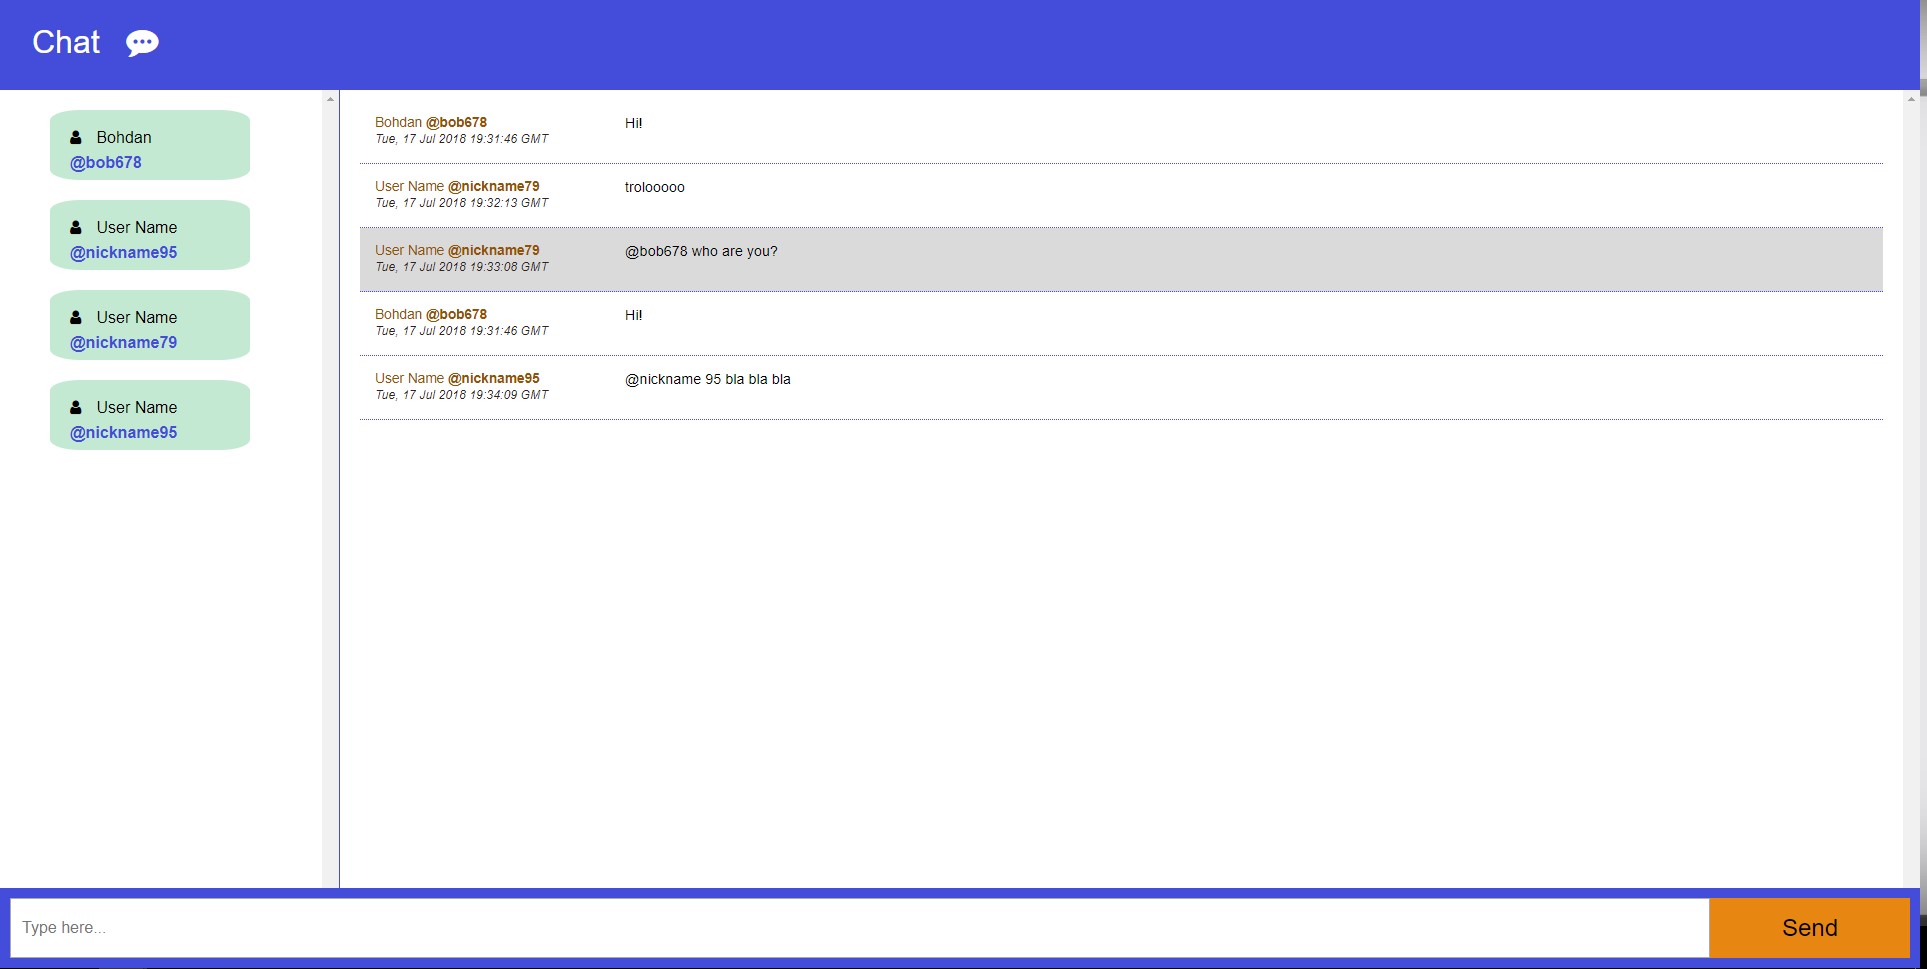 Chat
Bohdan
@bob678
User Name
@nickname95
User Name
@nickname79
User Name
@nickname95
Bohdan @bob678 Hi!
Tue, 17 Jul 2018 19:31:46 GMT
User Name @nickname79 trolooooo
Tue, 17 Jul 2018 19:32:13 GMT
User Name @nickname79 @bob678 who are you?
Tue, 17 Jul 2018 19:33:08 GMT
Bohdan @bob678 Hi!
Tue, 17 Jul 2018 19:31:46 GMT
User Name @nickname95 @nickname 95 bla bla bla
Tue, 17 Jul 2018 19:34:09 GMT
Type here...
Send